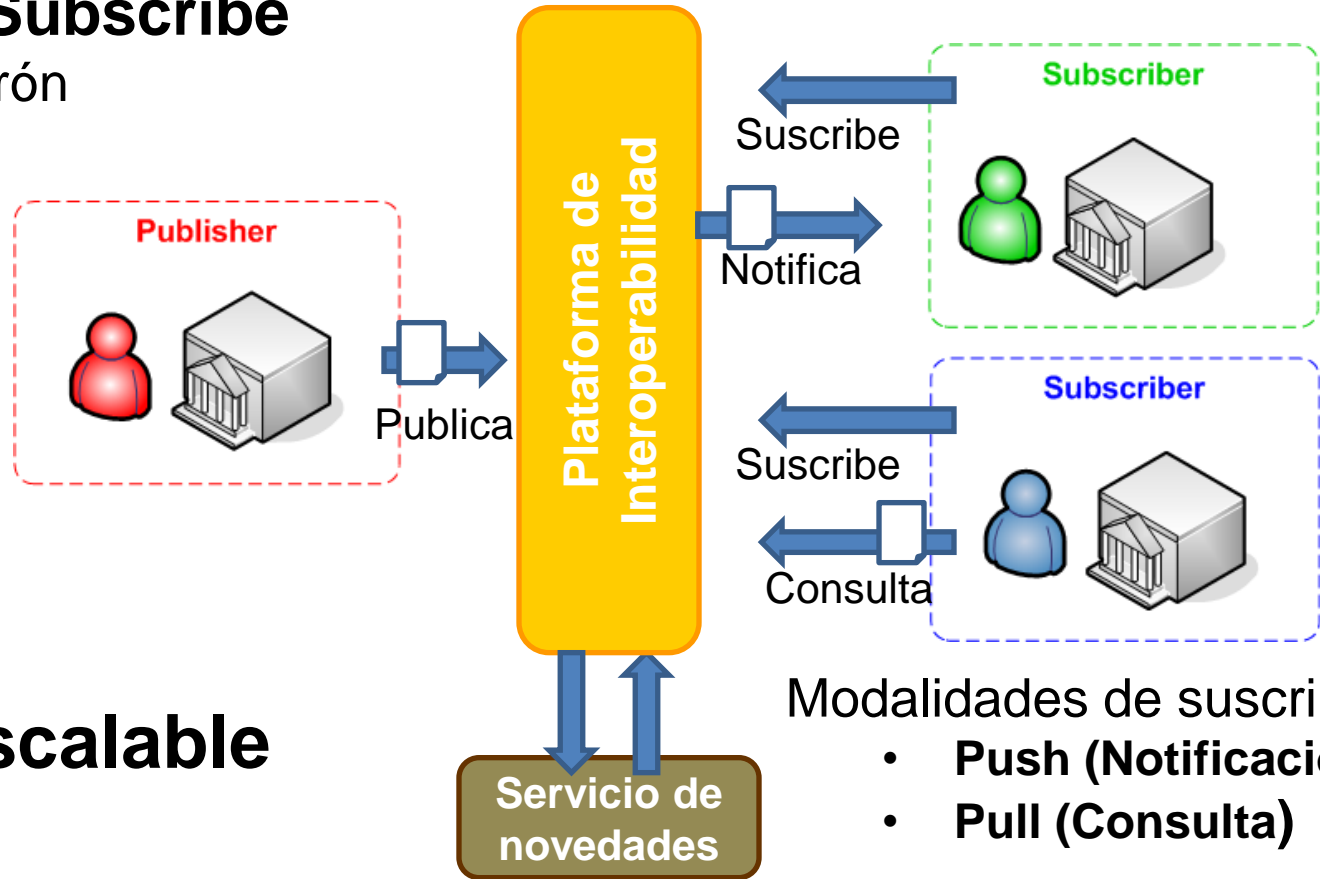 Subscribe
rón
Publisher
Publica
Plataforma de
Interoperabilidad
Subscriber
Suscribe
Notifica
Subscriber
Suscribe
Consulta
scalable
Servicio de
novedades
Modalidades de suscri
• Push (Notificació
• Pull (Consulta)